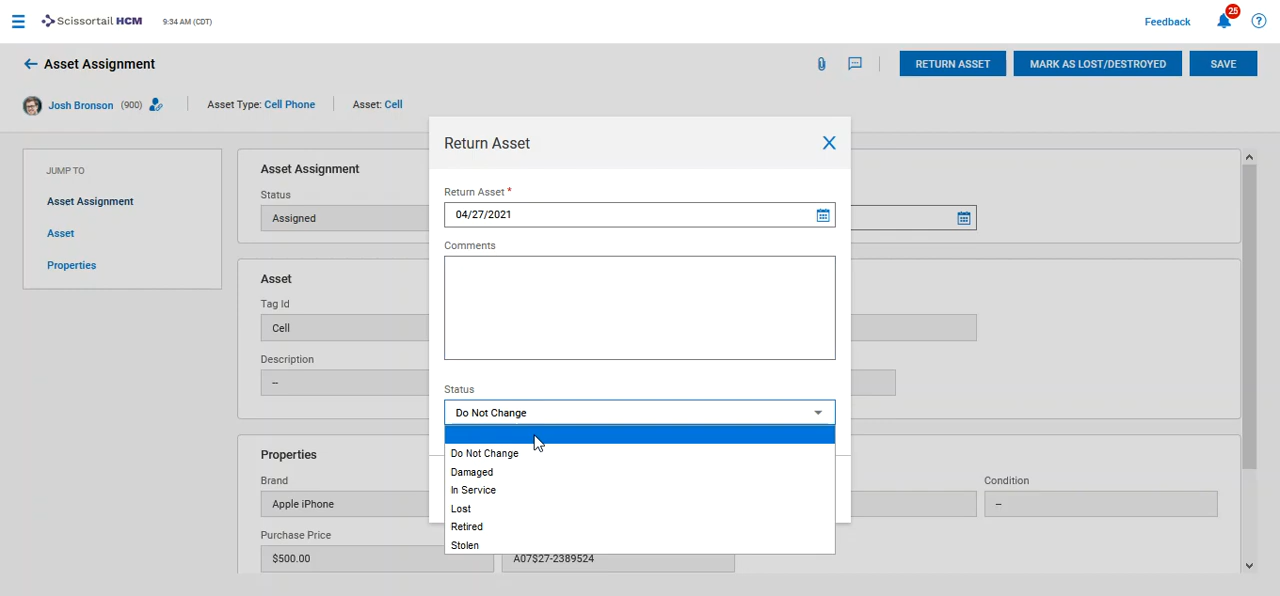 Scissortail HCM
9:34 AM (CDT)
Feedback
25
?
Asset Assignment
RETURN ASSET
MARK AS LOST/DESTROYED
SAVE
Josh Bronson (900)
Asset Type: Cell Phone
Asset: Cell
JUMP TO
Asset Assignment
Asset
Properties
Asset Assignment
Status
Assigned
Asset
Tag Id
Cell
Description
--
Properties
Brand
Apple iPhone
Purchase Price
$500.00
A07$27-2389524
Condition
--
Return Asset
Return Asset *
04/27/2021
Comments
Status
Do Not Change
Do Not Change
Damaged
In Service
Lost
Retired
Stolen